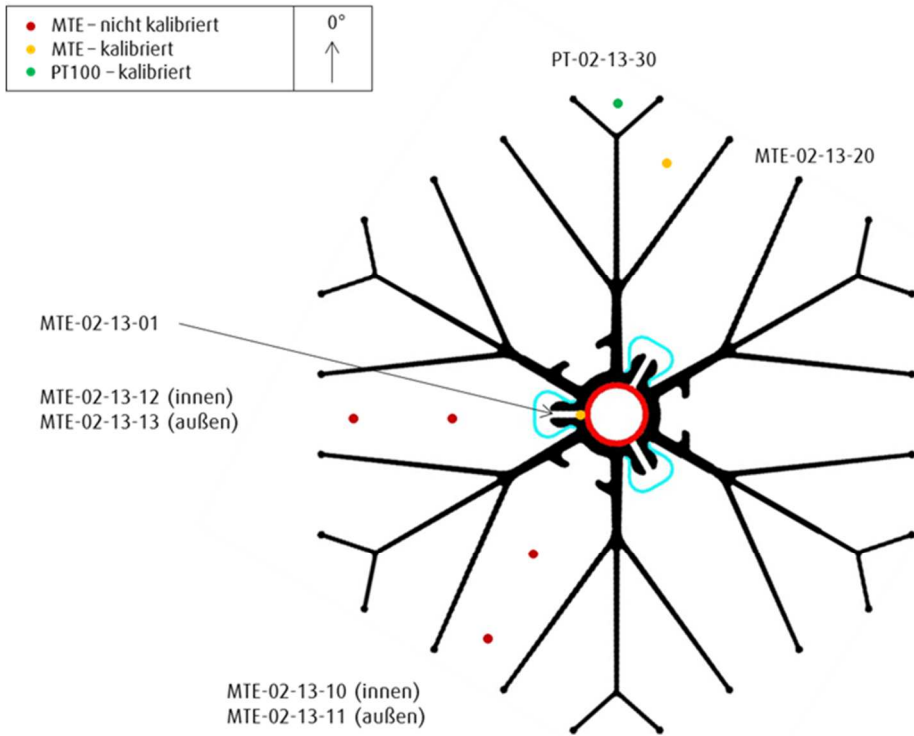 MTE – nicht kalibriert
0°
MTE – kalibriert
PT100 – kalibriert
PT-02-13-30
MTE-02-13-20
MTE-02-13-01
MTE-02-13-12 (innen)
MTE-02-13-13 (außen)
MTE-02-13-10 (innen)
MTE-02-13-11 (außen)